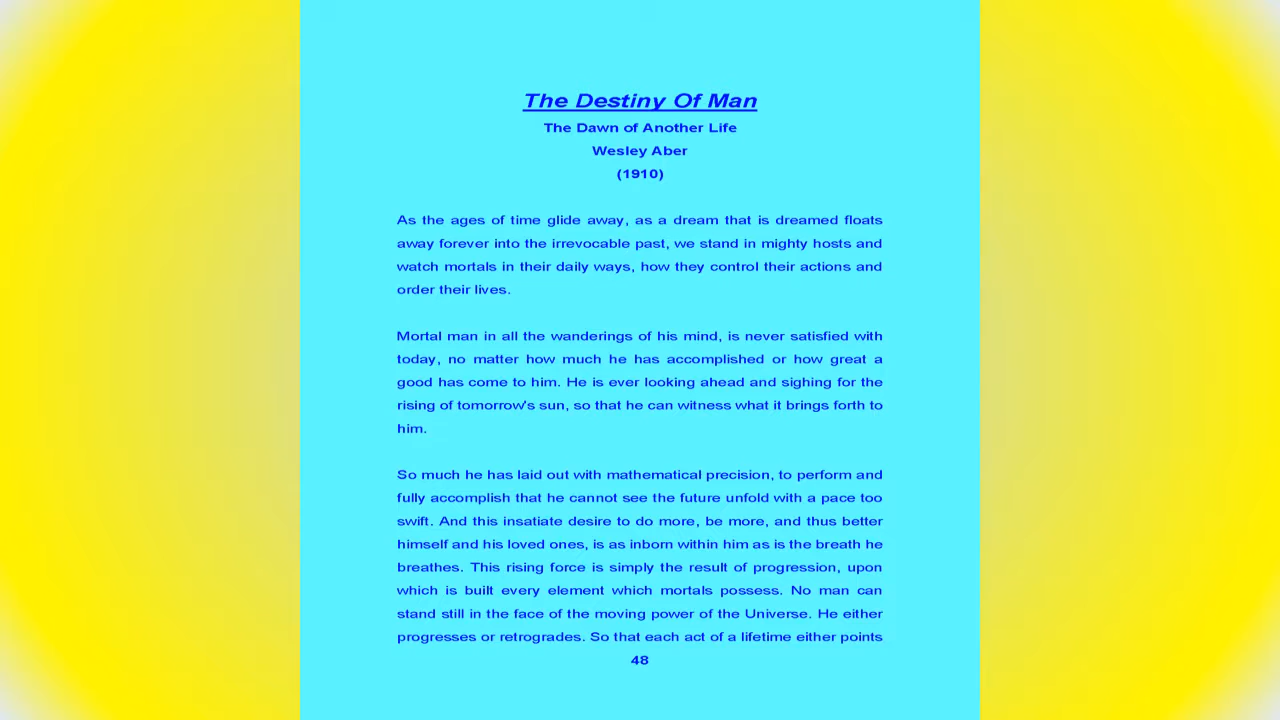 The Destiny Of Man
The Dawn of Another Life
Wesley Aber
(1910)
As the ages of time glide away, as a dream that is dreamed floats
away forever into the irrevocable past, we stand in mighty hosts and
watch mortals in their daily ways, how they control their actions and
order their lives.
Mortal man in all the wanderings of his mind, is never satisfied with
today, no matter how much he has accomplished or how great a
good has come to him. He is ever looking ahead and sighing for the
rising of tomorrow's sun, so that he can witness what it brings forth to
him.
So much he has laid out with mathematical precision, to perform and
fully accomplish that he cannot see the future unfold with a pace too
swift. And this insatiate desire to do more, be more, and thus better
himself and his loved ones, is as inborn within him as is the breath he
breathes. This rising force is simply the result of progression, upon
which is built every element which mortals possess. No man can
stand still in the face of the moving power of the Universe. He either
progresses or retrogrades. So that each act of a lifetime either points
48